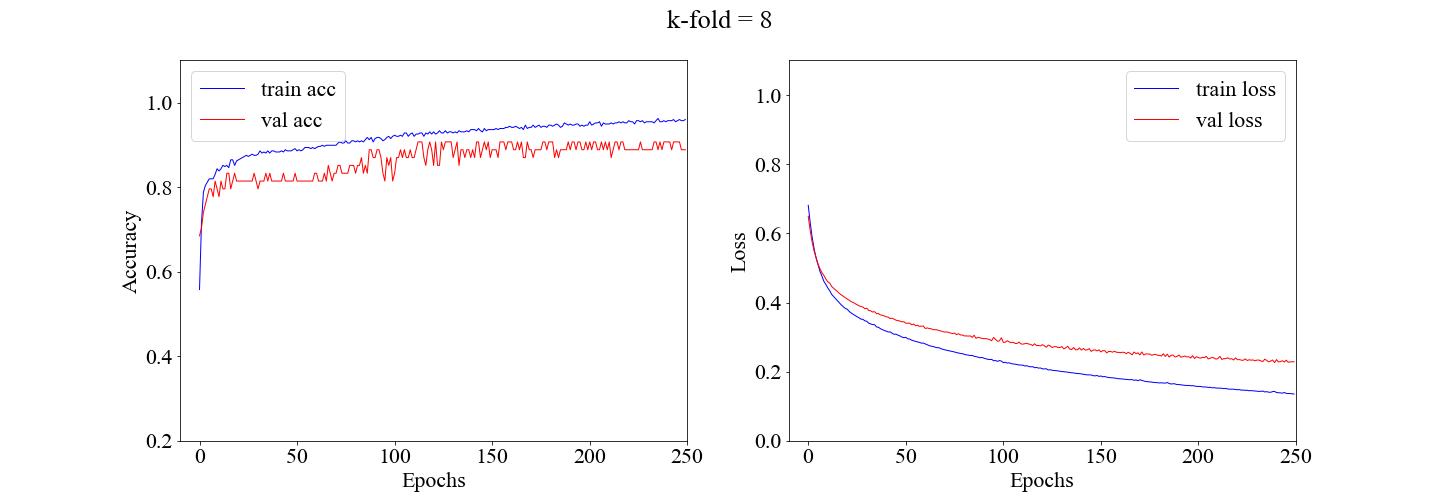 k-fold = 8
train acc
val acc
Accuracy
1.0
0.8
0.6
0.4
0.2
0 50 100 150 200 250
Epochs
train loss
val loss
Loss
1.0
0.8
0.6
0.4
0.2
0.0
0 50 100 150 200 250
Epochs